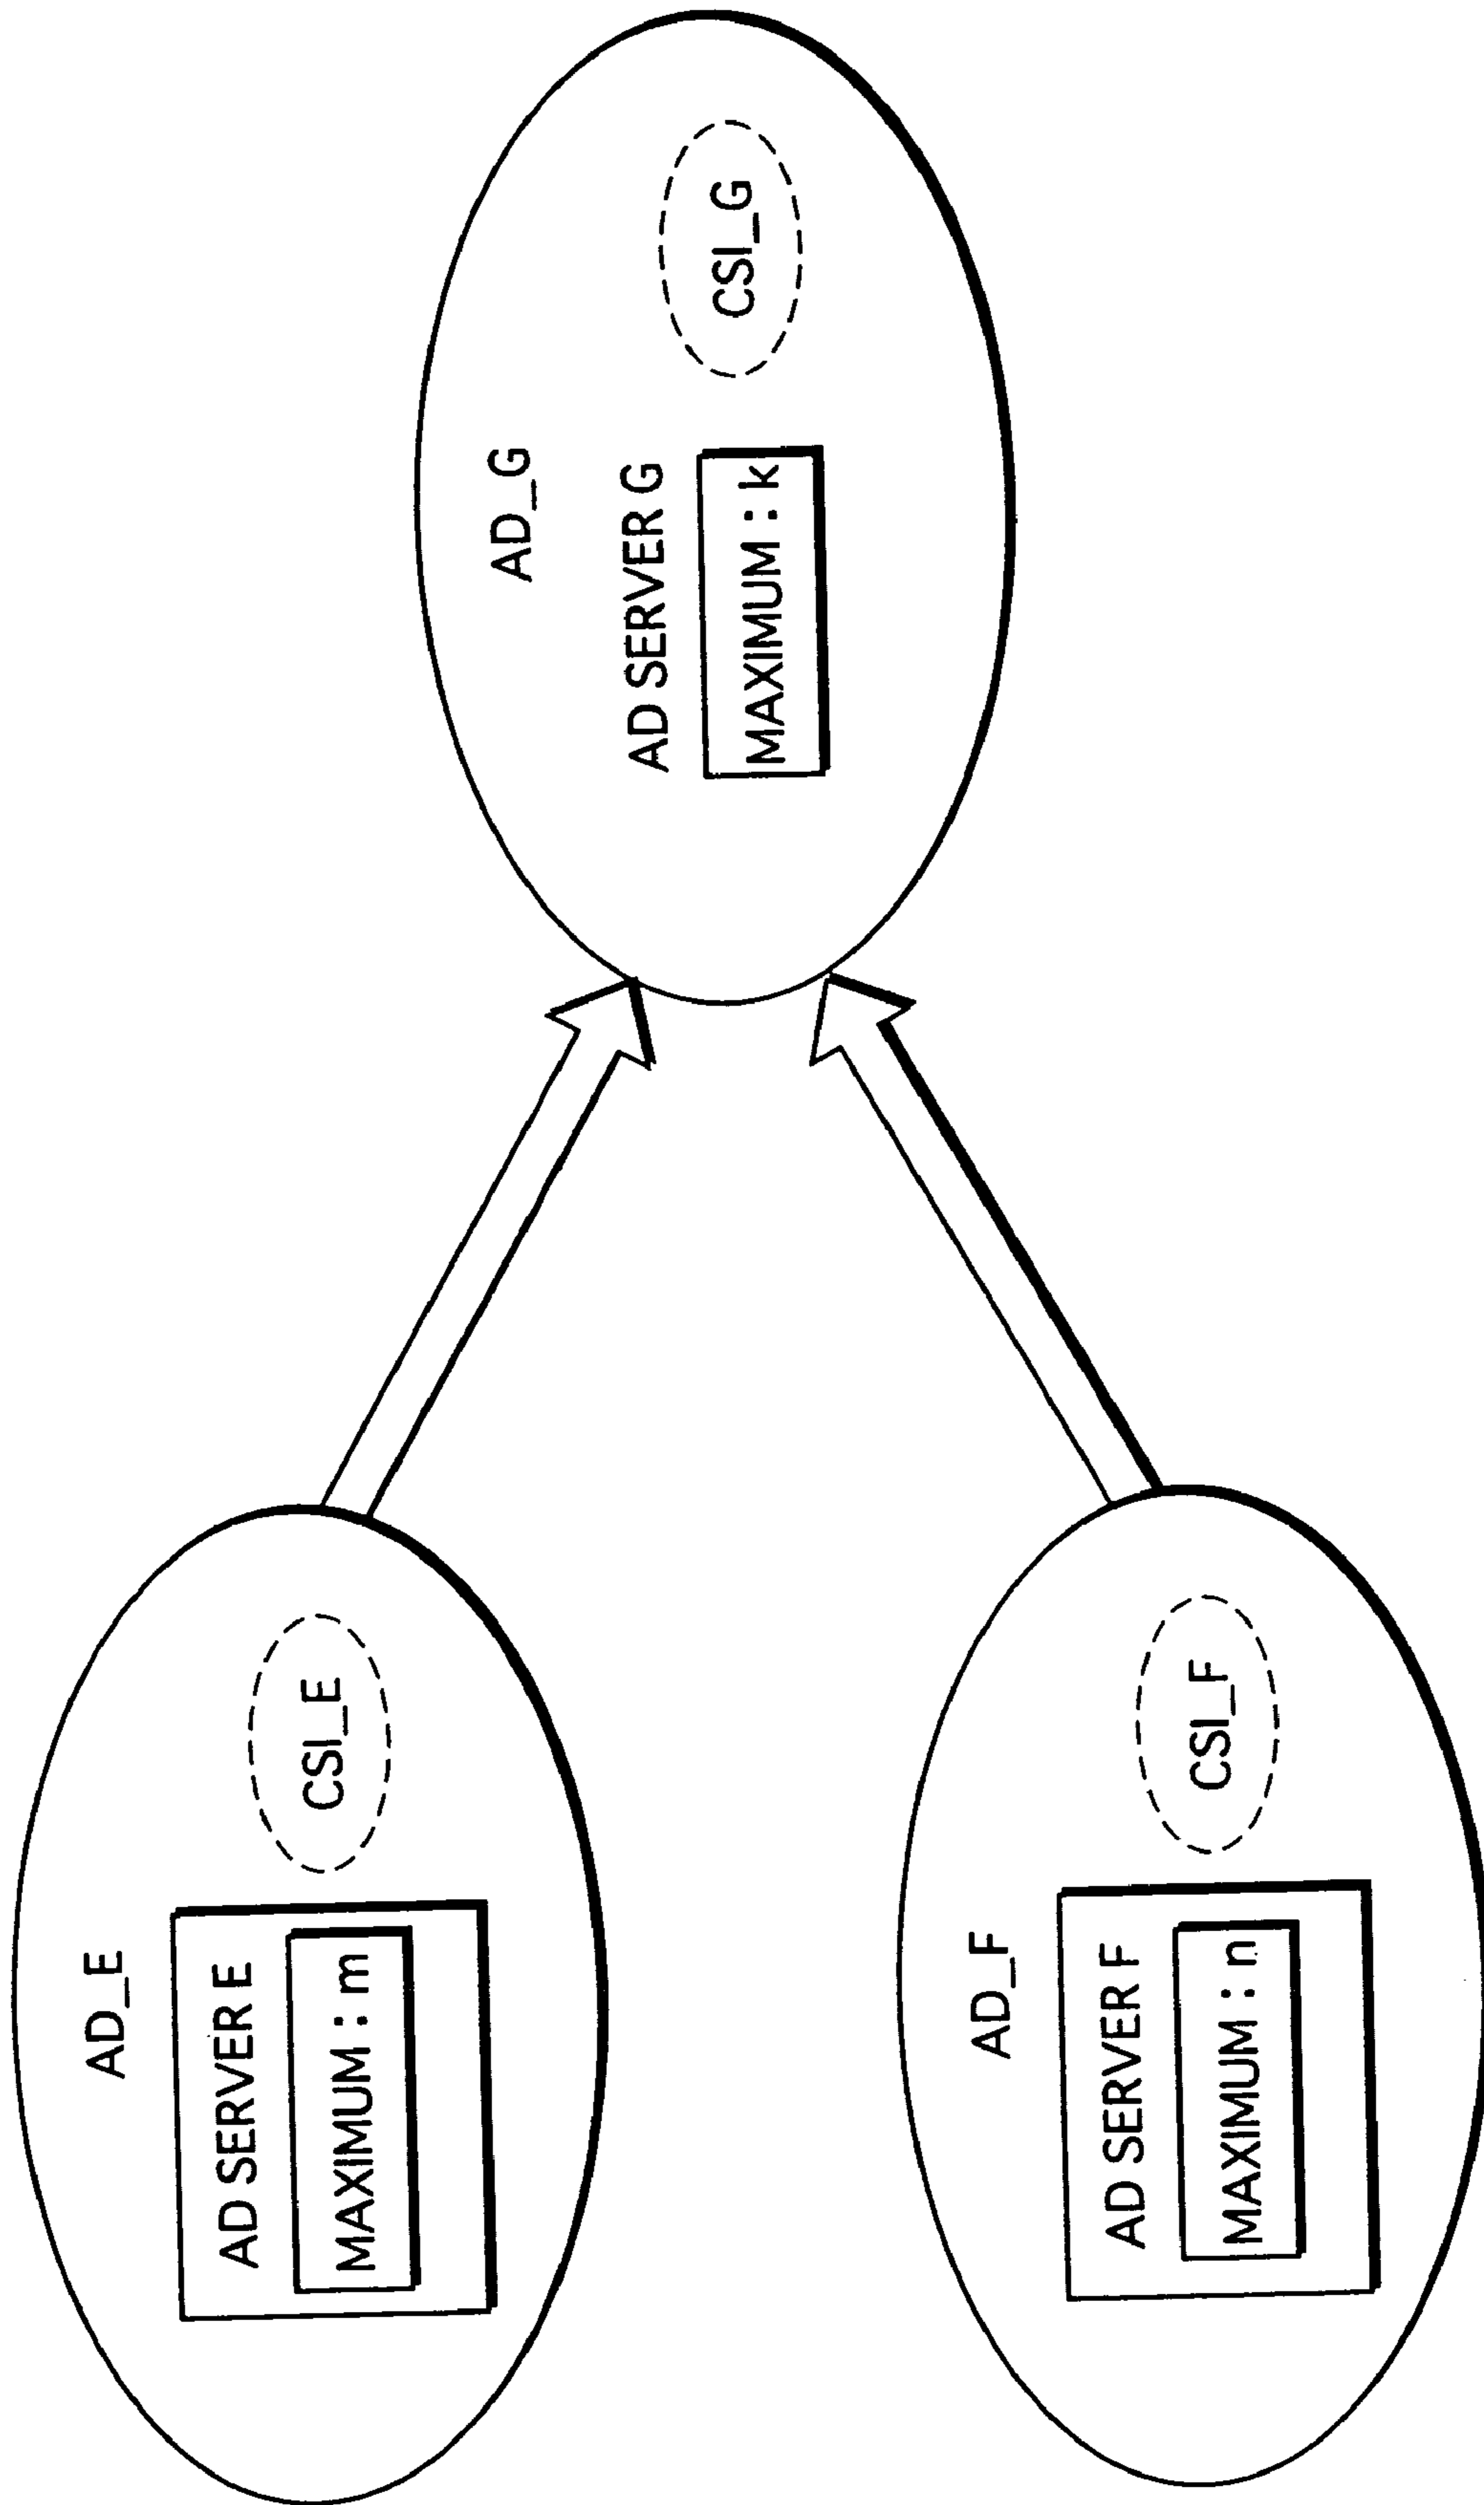 AD_E
AD SERVER E
MAXIMUM : m
CSI_E
AD_F
AD SERVER F
MAXIMUM : n
CSI_F
AD_G
AD SERVER G
MAXIMUM : k
CSI_G